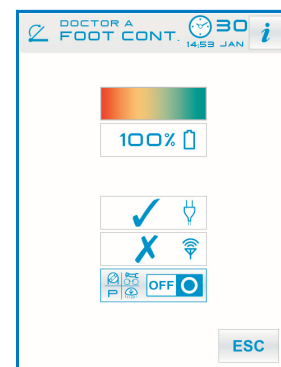 DOCTOR A
FOOT CONT.
30
14:53 JAN
i
100%
P
OFF
ESC